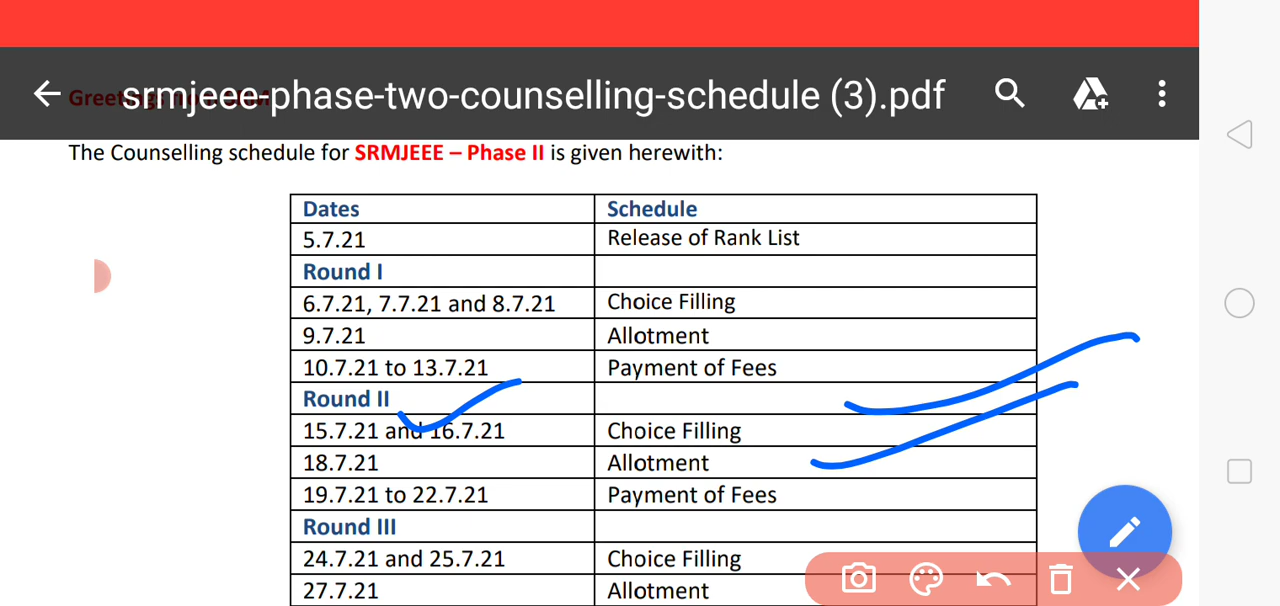 srmjeee-phase-two-counselling-schedule (3).pdf
The Counselling schedule for SRMJEEE – Phase II is given herewith:
Dates Schedule
5.7.21 Release of Rank List
Round I
6.7.21, 7.7.21 and 8.7.21 Choice Filling
9.7.21 Allotment
10.7.21 to 13.7.21 Payment of Fees
Round II
15.7.21 and 16.7.21 Choice Filling
18.7.21 Allotment
19.7.21 to 22.7.21 Payment of Fees
Round III
24.7.21 and 25.7.21 Choice Filling
27.7.21 Allotment